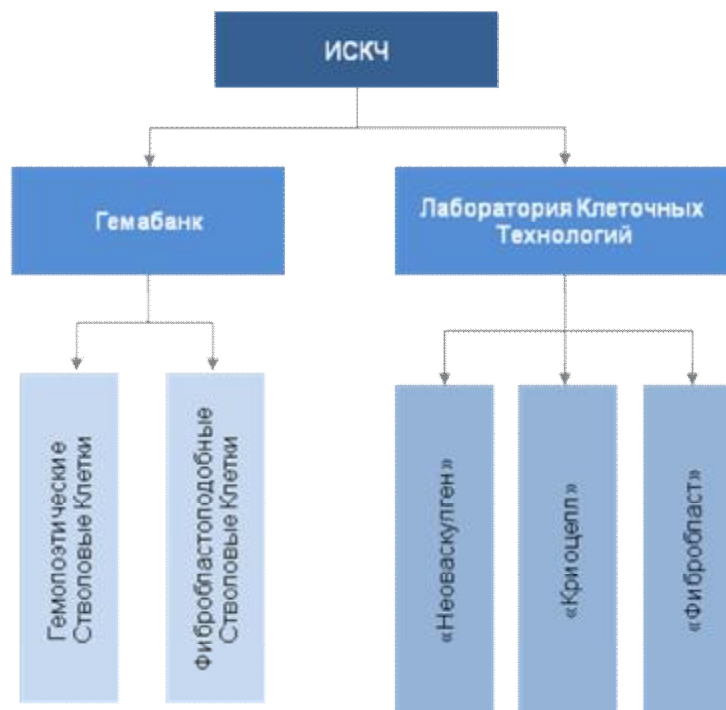 ИСКЧ
Гемабанк
Лаборатория Клеточных
Технологий
Гемопоэтические
Стволовые Клетки
Фибробластоподобные
Стволовые Клетки
«Неоваскулген»
«Криоцелл»
«Фибробласт»